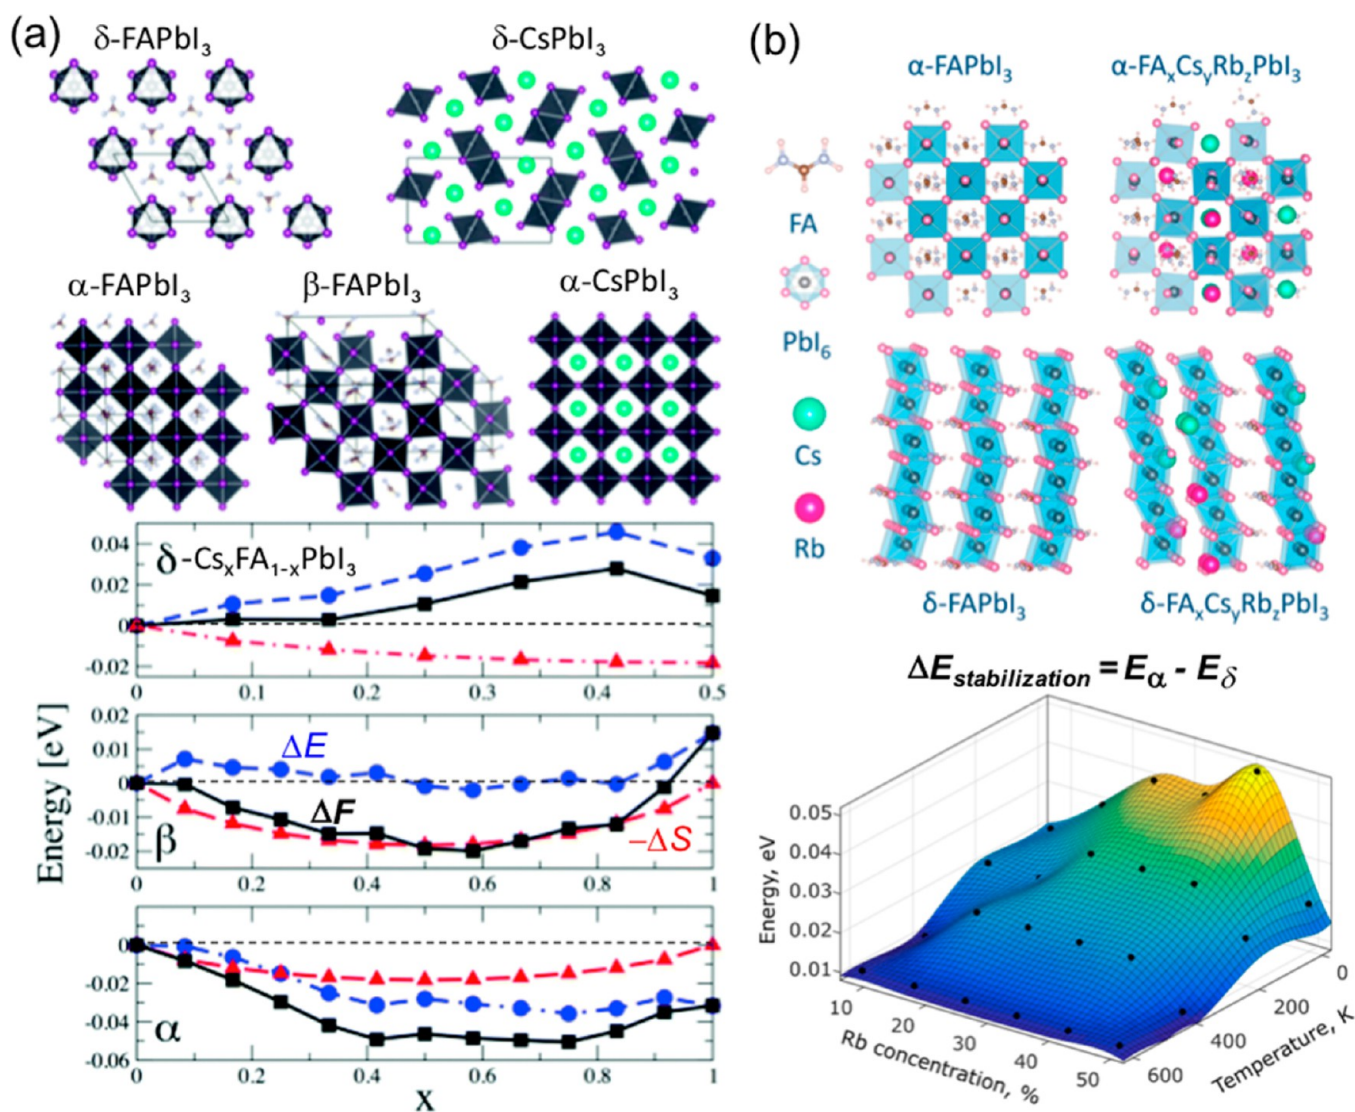 (a)
δ-FAPbI₃
δ-CsPbI₃
α-FAPbI₃
β-FAPbI₃
α-CsPbI₃
δ-CsₓFA₁₋ₓPbI₃
0.04
0.02
0
-0.02
0
0.1
0.2
0.3
0.4
0.5
Energy [eV]
0.02
0.01
0
-0.01
-0.02
ΔE
ΔF
−ΔS
β
0
0.2
0.4
0.6
0.8
1
0
-0.02
-0.04
-0.06
α
0
0.2
0.4
0.6
0.8
1
x
(b)
α-FAPbI₃
α-FAₓCsᵧRb_zPbI₃
FA
PbI₆
Cs
Rb
δ-FAPbI₃
δ-FAₓCsᵧRb_zPbI₃
ΔE_stabilization = E_α - E_δ
0.05
0.04
0.03
0.02
0.01
Energy, eV
10
20
30
40
50
Rb concentration, %
0
200
400
600
Temperature, K